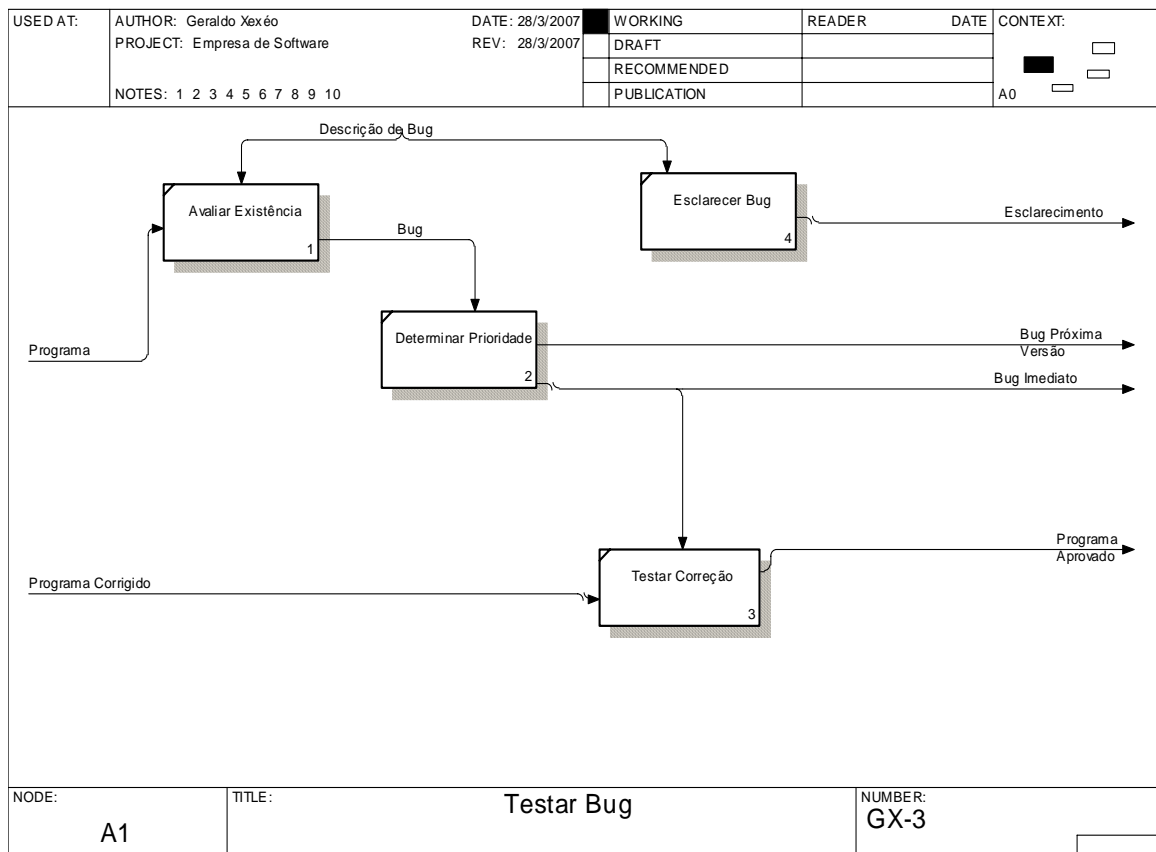 USED AT:
AUTHOR: Geraldo Xexéo
DATE: 28/3/2007
PROJECT: Empresa de Software
REV: 28/3/2007
NOTES: 1 2 3 4 5 6 7 8 9 10
WORKING
DRAFT
RECOMMENDED
PUBLICATION
READER
DATE
CONTEXT:
A0
Descrição de Bug
Avaliar Existência
1
Esclarecer Bug
4
Esclarecimento
Bug
Programa
Determinar Prioridade
2
Bug Próxima
Versão
Bug Imediato
Programa Corrigido
Testar Correção
3
Programa
Aprovado
NODE:
A1
TITLE:
Testar Bug
NUMBER:
GX-3